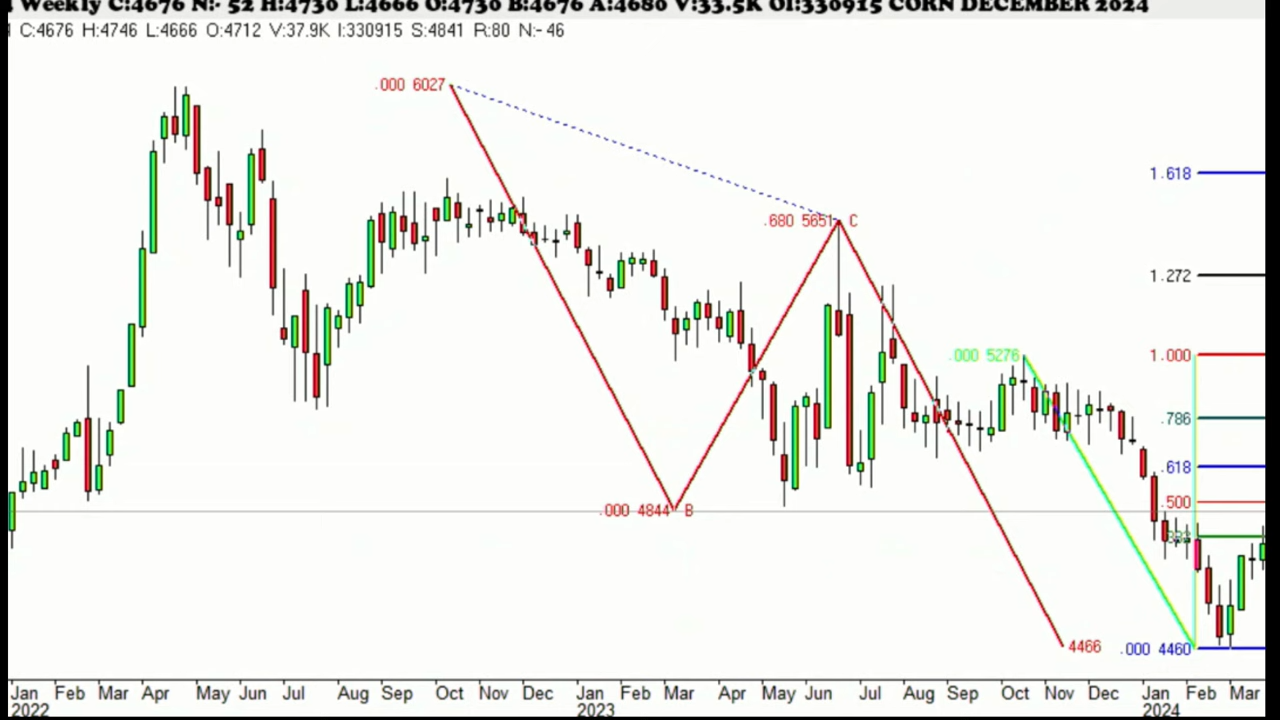 Weekly C:4676 N:- 52 H:4730 L:4666 O:4730 B:4676 A:4680 V:33.5K OI:330915 CORN DECEMBER 2024
C:4676 H:4746 L:4666 O:4712 V:37.9K I:330915 S:4841 R:80 N:- 46
.000 6027
1.618
.680 5651 C
1.272
.000 5276
1.000
.786
.618
.500
.000 4844 B
4466
.000 4460
Jan Feb Mar Apr May Jun Jul Aug Sep Oct Nov Dec Jan Feb Mar Apr May Jun Jul Aug Sep Oct Nov Dec Jan Feb Mar
2022 2023 2024